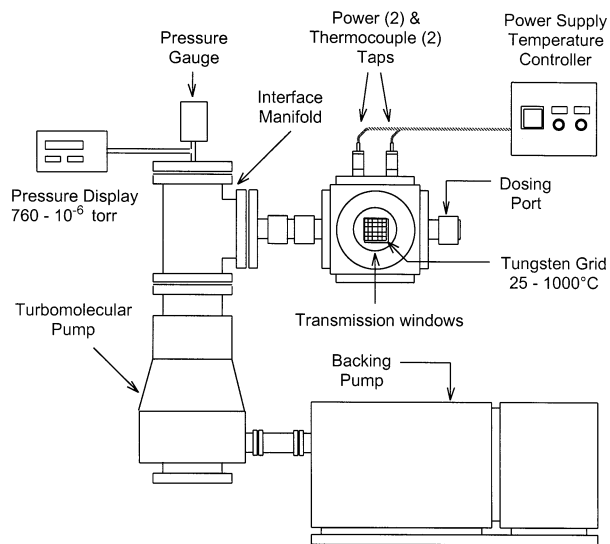 Pressure
Gauge
Power (2) &
Thermocouple (2)
Taps
Power Supply
Temperature
Controller
Interface
Manifold
Pressure Display
760 - 10⁻⁶ torr
Dosing
Port
Tungsten Grid
25 - 1000°C
Transmission windows
Turbomolecular
Pump
Backing
Pump